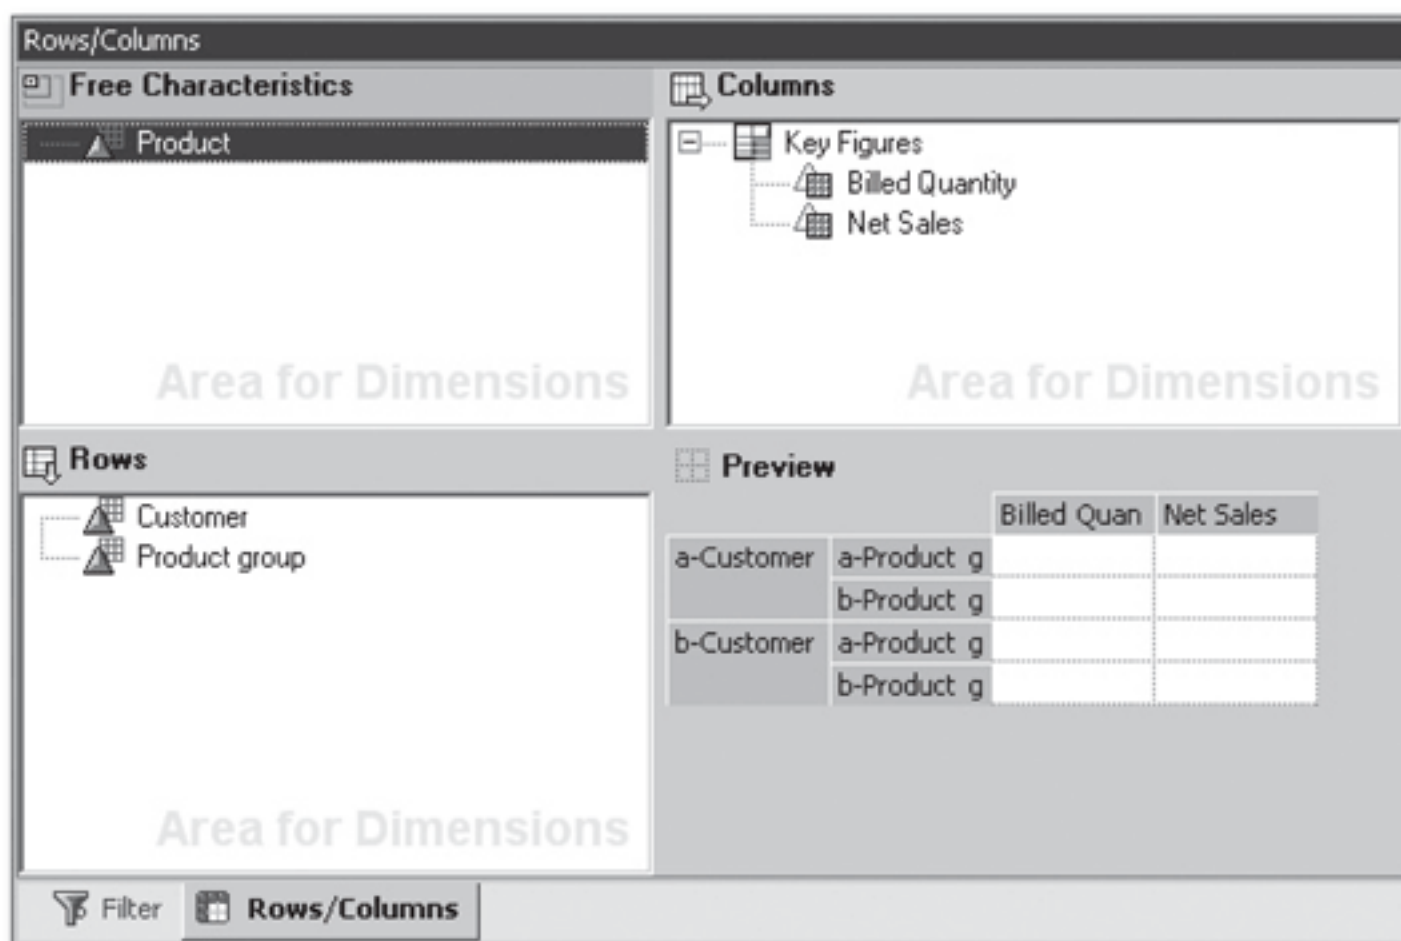 Rows/Columns
Free Characteristics
Product
Area for Dimensions
Columns
Key Figures
Billed Quantity
Net Sales
Area for Dimensions
Rows
Customer
Product group
Area for Dimensions
Preview
Billed Quan Net Sales
a-Customer a-Product g
b-Product g
b-Customer a-Product g
b-Product g
Filter Rows/Columns